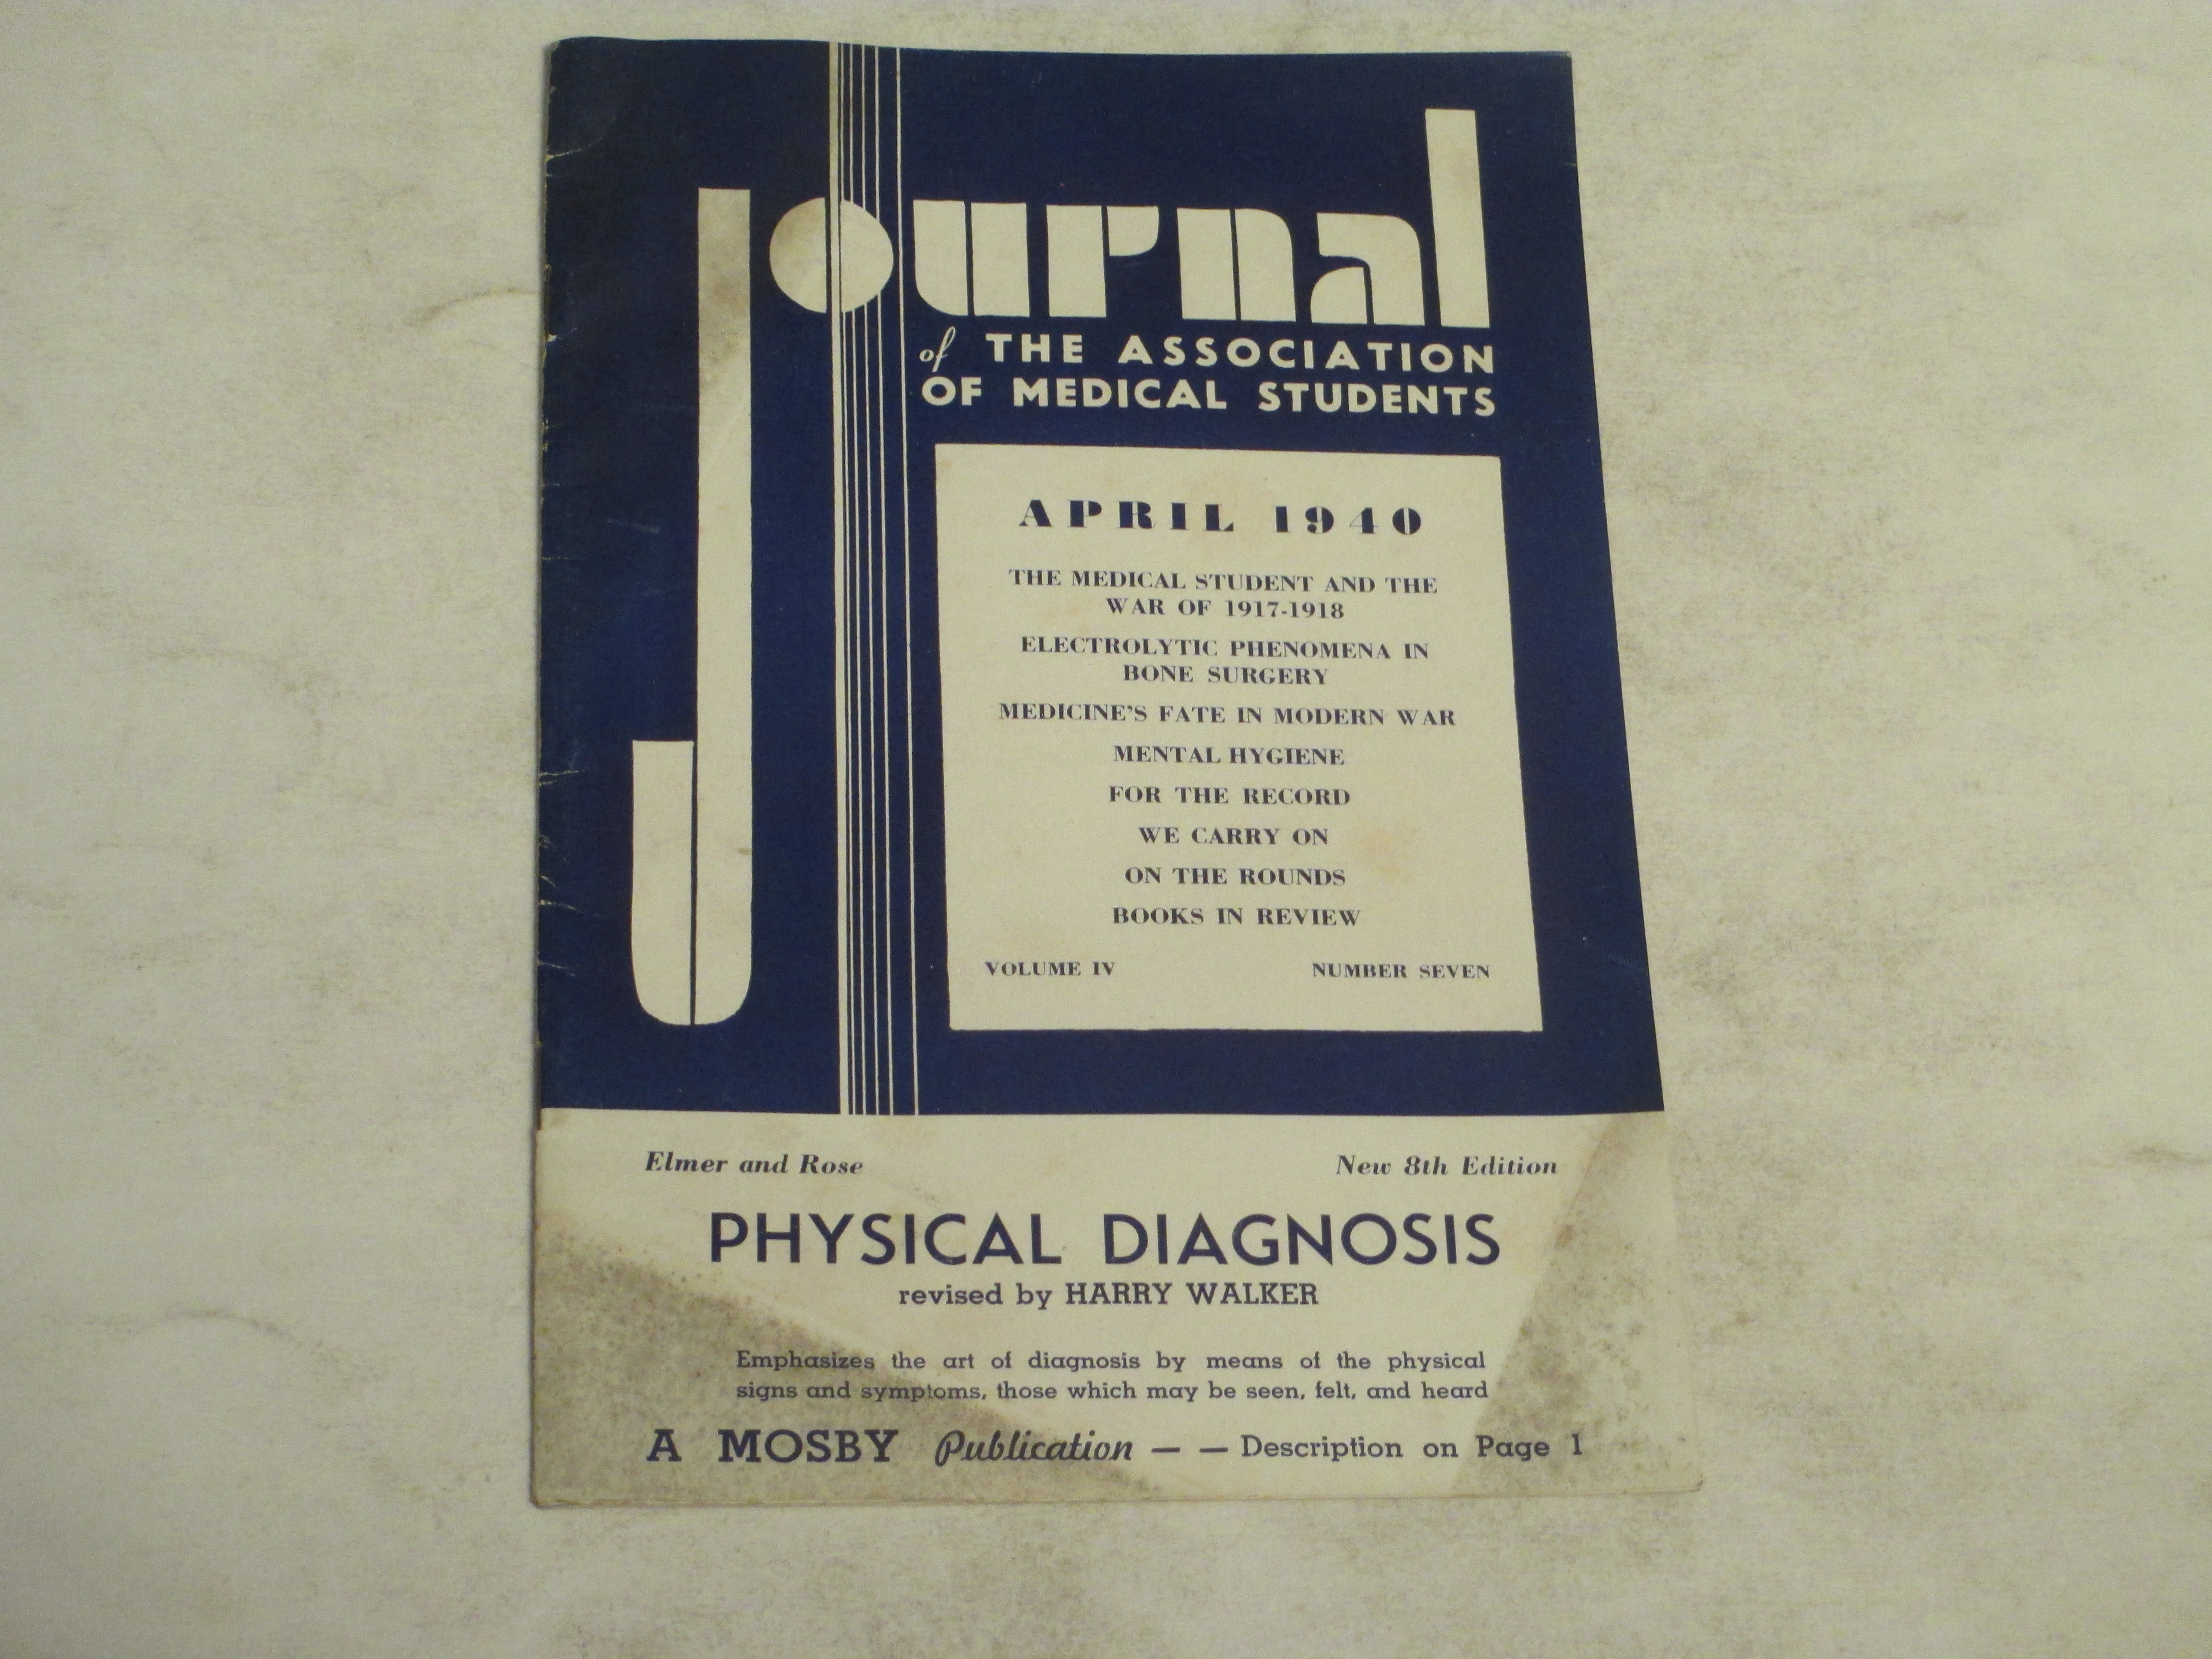 Journal
of THE ASSOCIATION
OF MEDICAL STUDENTS
APRIL 1940
THE MEDICAL STUDENT AND THE
WAR OF 1917-1918
ELECTROLYTIC PHENOMENA IN
BONE SURGERY
MEDICINE'S FATE IN MODERN WAR
MENTAL HYGIENE
FOR THE RECORD
WE CARRY ON
ON THE ROUNDS
BOOKS IN REVIEW
VOLUME IV NUMBER SEVEN
Elmer and Rose New 8th Edition
PHYSICAL DIAGNOSIS
revised by HARRY WALKER
Emphasizes the art of diagnosis by means of the physical
signs and symptoms, those which may be seen, felt, and heard
A MOSBY Publication — — Description on Page 1